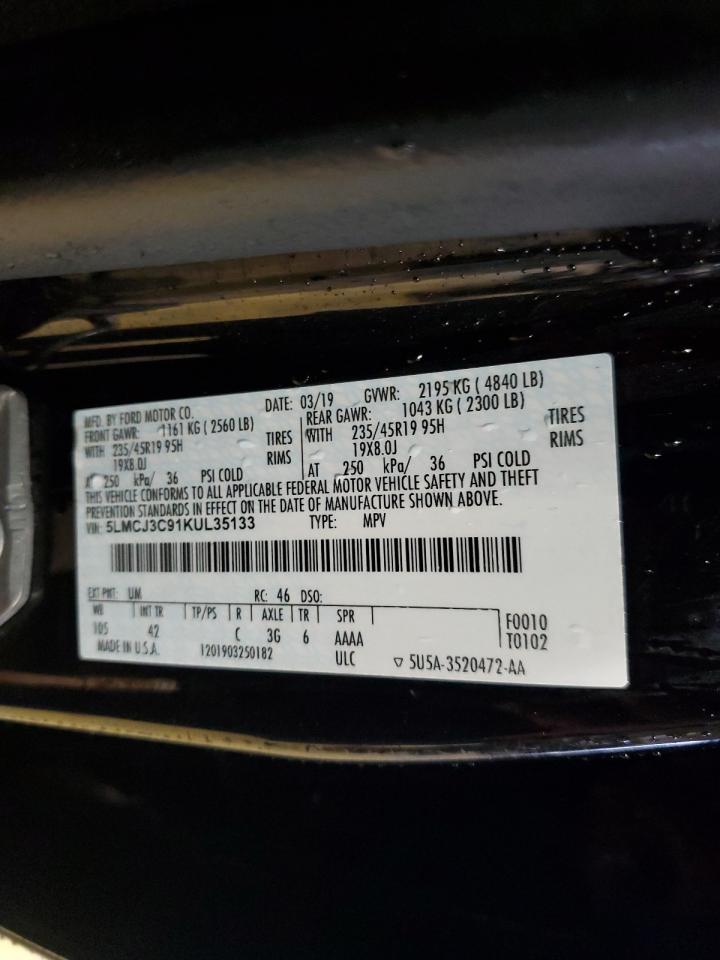 MFD. BY FORD MOTOR CO. DATE: 03/19 GVWR: 2195 KG ( 4840 LB)
FRONT GAWR: 1161 KG ( 2560 LB) REAR GAWR: 1043 KG ( 2300 LB)
WITH 235/45R19 95H TIRES WITH 235/45R19 95H TIRES
19X8.0J RIMS 19X8.0J RIMS
250 kPa/ 36 PSI COLD AT 250 kPa/ 36 PSI COLD
THIS VEHICLE CONFORMS TO ALL APPLICABLE FEDERAL MOTOR VEHICLE SAFETY AND THEFT
PREVENTION STANDARDS IN EFFECT ON THE DATE OF MANUFACTURE SHOWN ABOVE.
VIN: 5LMCJ3C91KUL35133 TYPE: MPV
EXT PNT: UM RC: 46 DSO:
WB INT TR TP/PS R AXLE TR SPR
105 42 C 3G 6 AAAA F0010
T0102
MADE IN U.S.A. 1201903250182 ULC ▽ 5U5A-3520472-AA